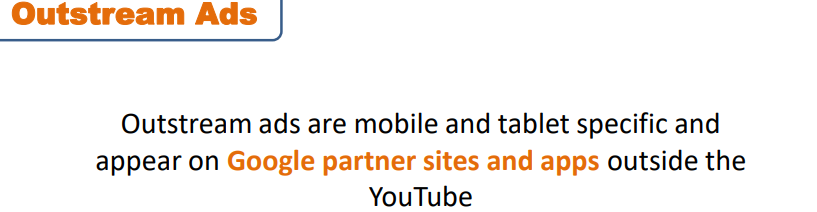 Outstream Ads
Outstream ads are mobile and tablet specific and
appear on Google partner sites and apps outside the
YouTube